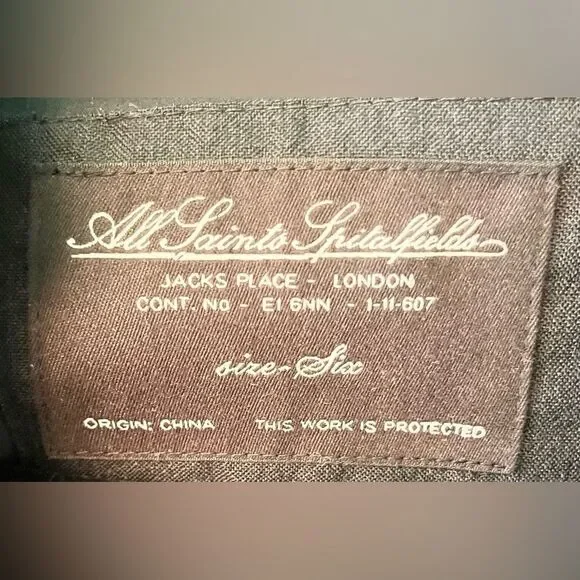 All Saints Spitalfields
JACKS PLACE - LONDON
CONT. No - E1 6NN - 1-11-607
size-Six
ORIGIN: CHINA THIS WORK IS PROTECTED